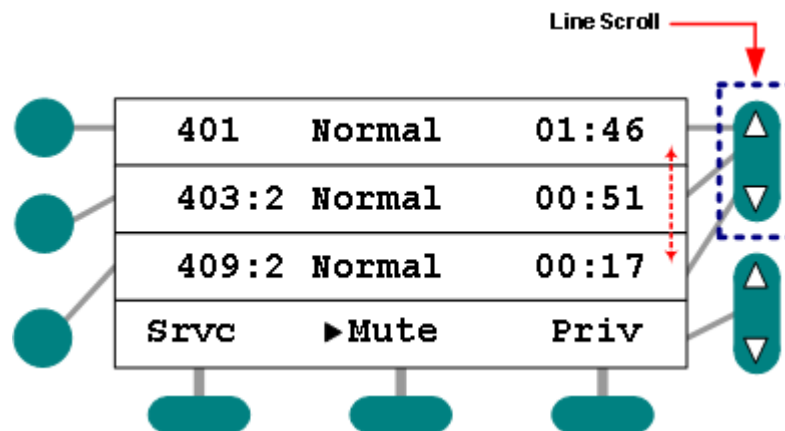 Line Scroll
401 Normal 01:46
403:2 Normal 00:51
409:2 Normal 00:17
Srvc ▶Mute Priv